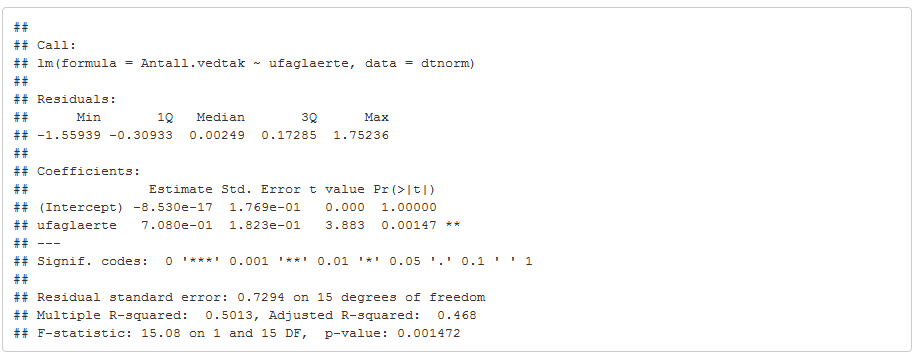 ##
## Call:
## lm(formula = Antall.vedtak ~ ufaglaerte, data = dtnorm)
##
## Residuals:
##      Min       1Q   Median       3Q      Max
## -1.55939 -0.30933  0.00249  0.17285  1.75236
##
## Coefficients:
##               Estimate Std. Error t value Pr(>|t|)
## (Intercept) -8.530e-17  1.769e-01   0.000  1.00000
## ufaglaerte   7.080e-01  1.823e-01   3.883  0.00147 **
## ---
## Signif. codes:  0 '***' 0.001 '**' 0.01 '*' 0.05 '.' 0.1 ' ' 1
##
## Residual standard error: 0.7294 on 15 degrees of freedom
## Multiple R-squared:  0.5013, Adjusted R-squared:  0.468
## F-statistic: 15.08 on 1 and 15 DF,  p-value: 0.001472